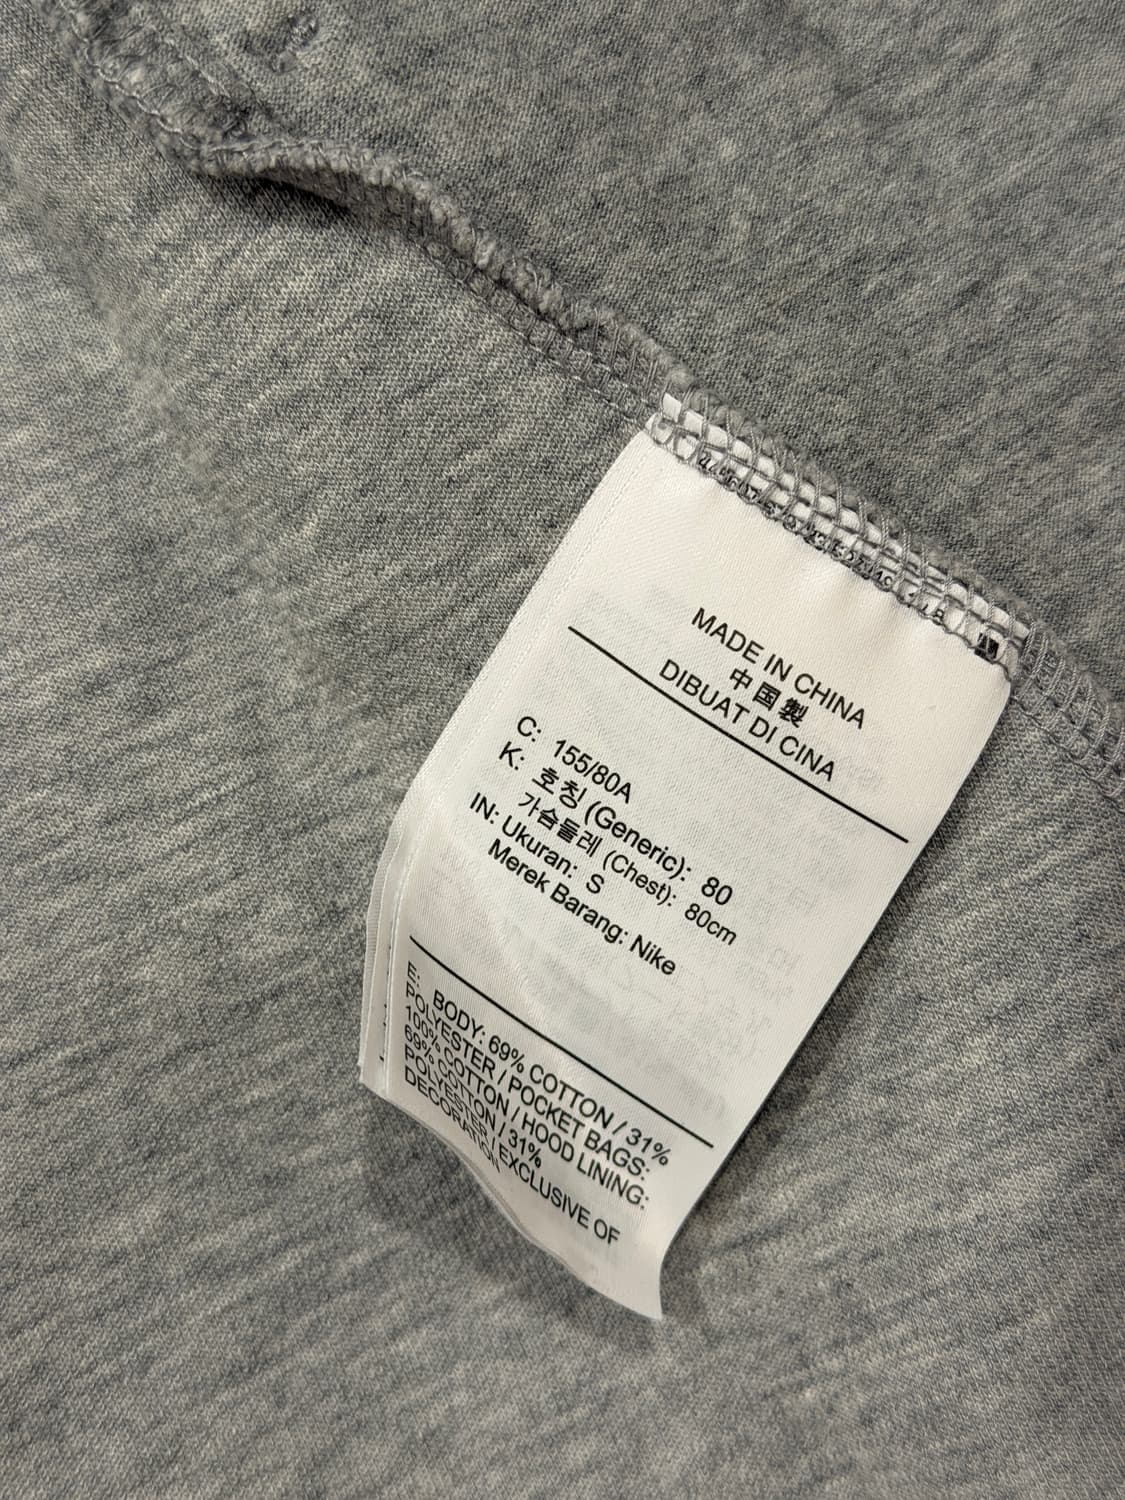 MADE IN CHINA
中国製
DIBUAT DI CINA
C: 155/80A
K: 호칭 (Generic): 80
가슴둘레 (Chest): 80cm
IN: Ukuran: S
Merek Barang: Nike
E: BODY: 69% COTTON / 31%
POLYESTER / POCKET BAGS:
100% COTTON / HOOD LINING:
69% COTTON / 31%
POLYESTER / EXCLUSIVE OF
DECORATION